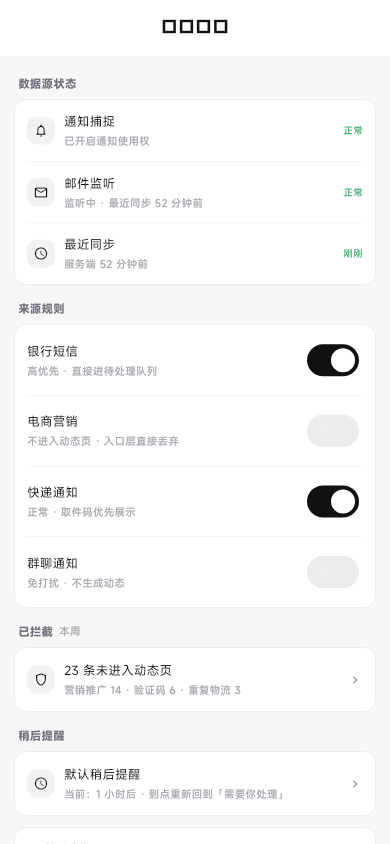 数据源状态
通知捕捉
已开启通知使用权
正常
邮件监听
监听中 · 最近同步 52 分钟前
正常
最近同步
服务端 52 分钟前
刚刚
来源规则
银行短信
高优先 · 直接进待处理队列
电商营销
不进入动态页 · 入口层直接丢弃
快递通知
正常 · 取件码优先展示
群聊通知
免打扰 · 不生成动态
已拦截 本周
23 条未进入动态页
营销推广 14 · 验证码 6 · 重复物流 3
稍后提醒
默认稍后提醒
当前：1 小时后 · 到点重新回到「需要你处理」